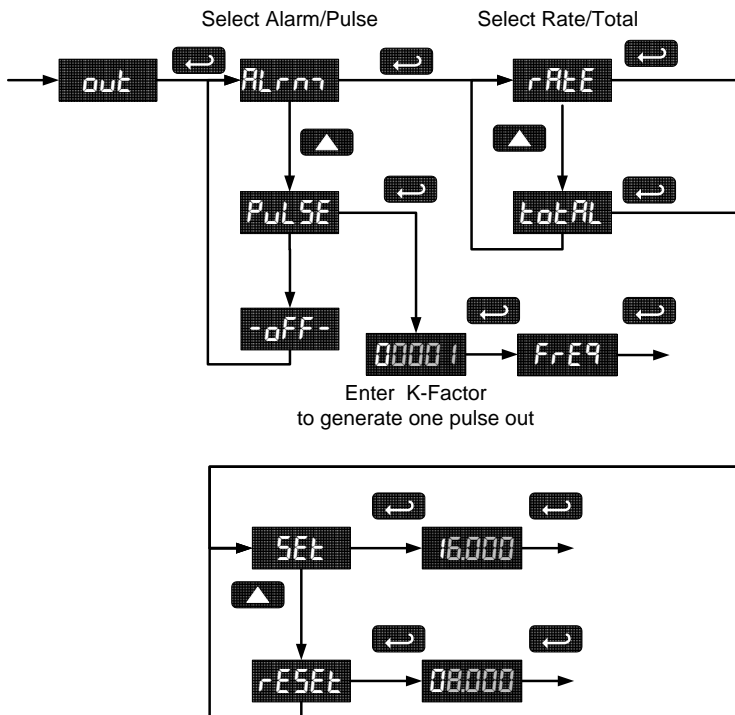 Select Alarm/Pulse
Select Rate/Total
out
ALrm
rAtE
PuLSE
totAL
-oFF-
00001
FrEq
Enter K-Factor
to generate one pulse out
SEt
16.000
rESEt
08.000